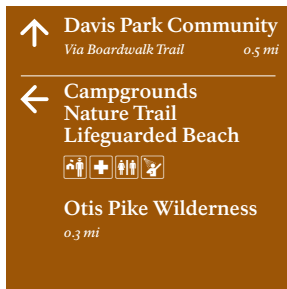 Davis Park Community
Via Boardwalk Trail 0.5 mi
Campgrounds
Nature Trail
Lifeguarded Beach
Otis Pike Wilderness
0.3 mi